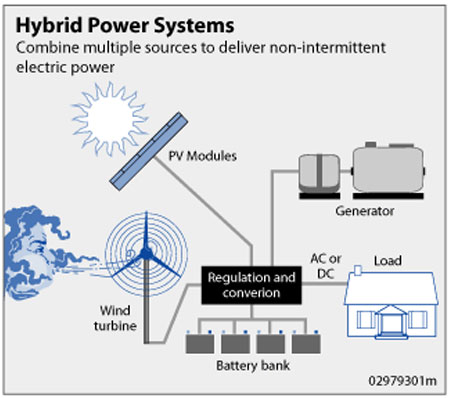 Hybrid Power Systems
Combine multiple sources to deliver non-intermittent
electric power
PV Modules
Generator
AC or
DC
Load
Regulation and
converion
Wind
turbine
Battery bank
02979301m